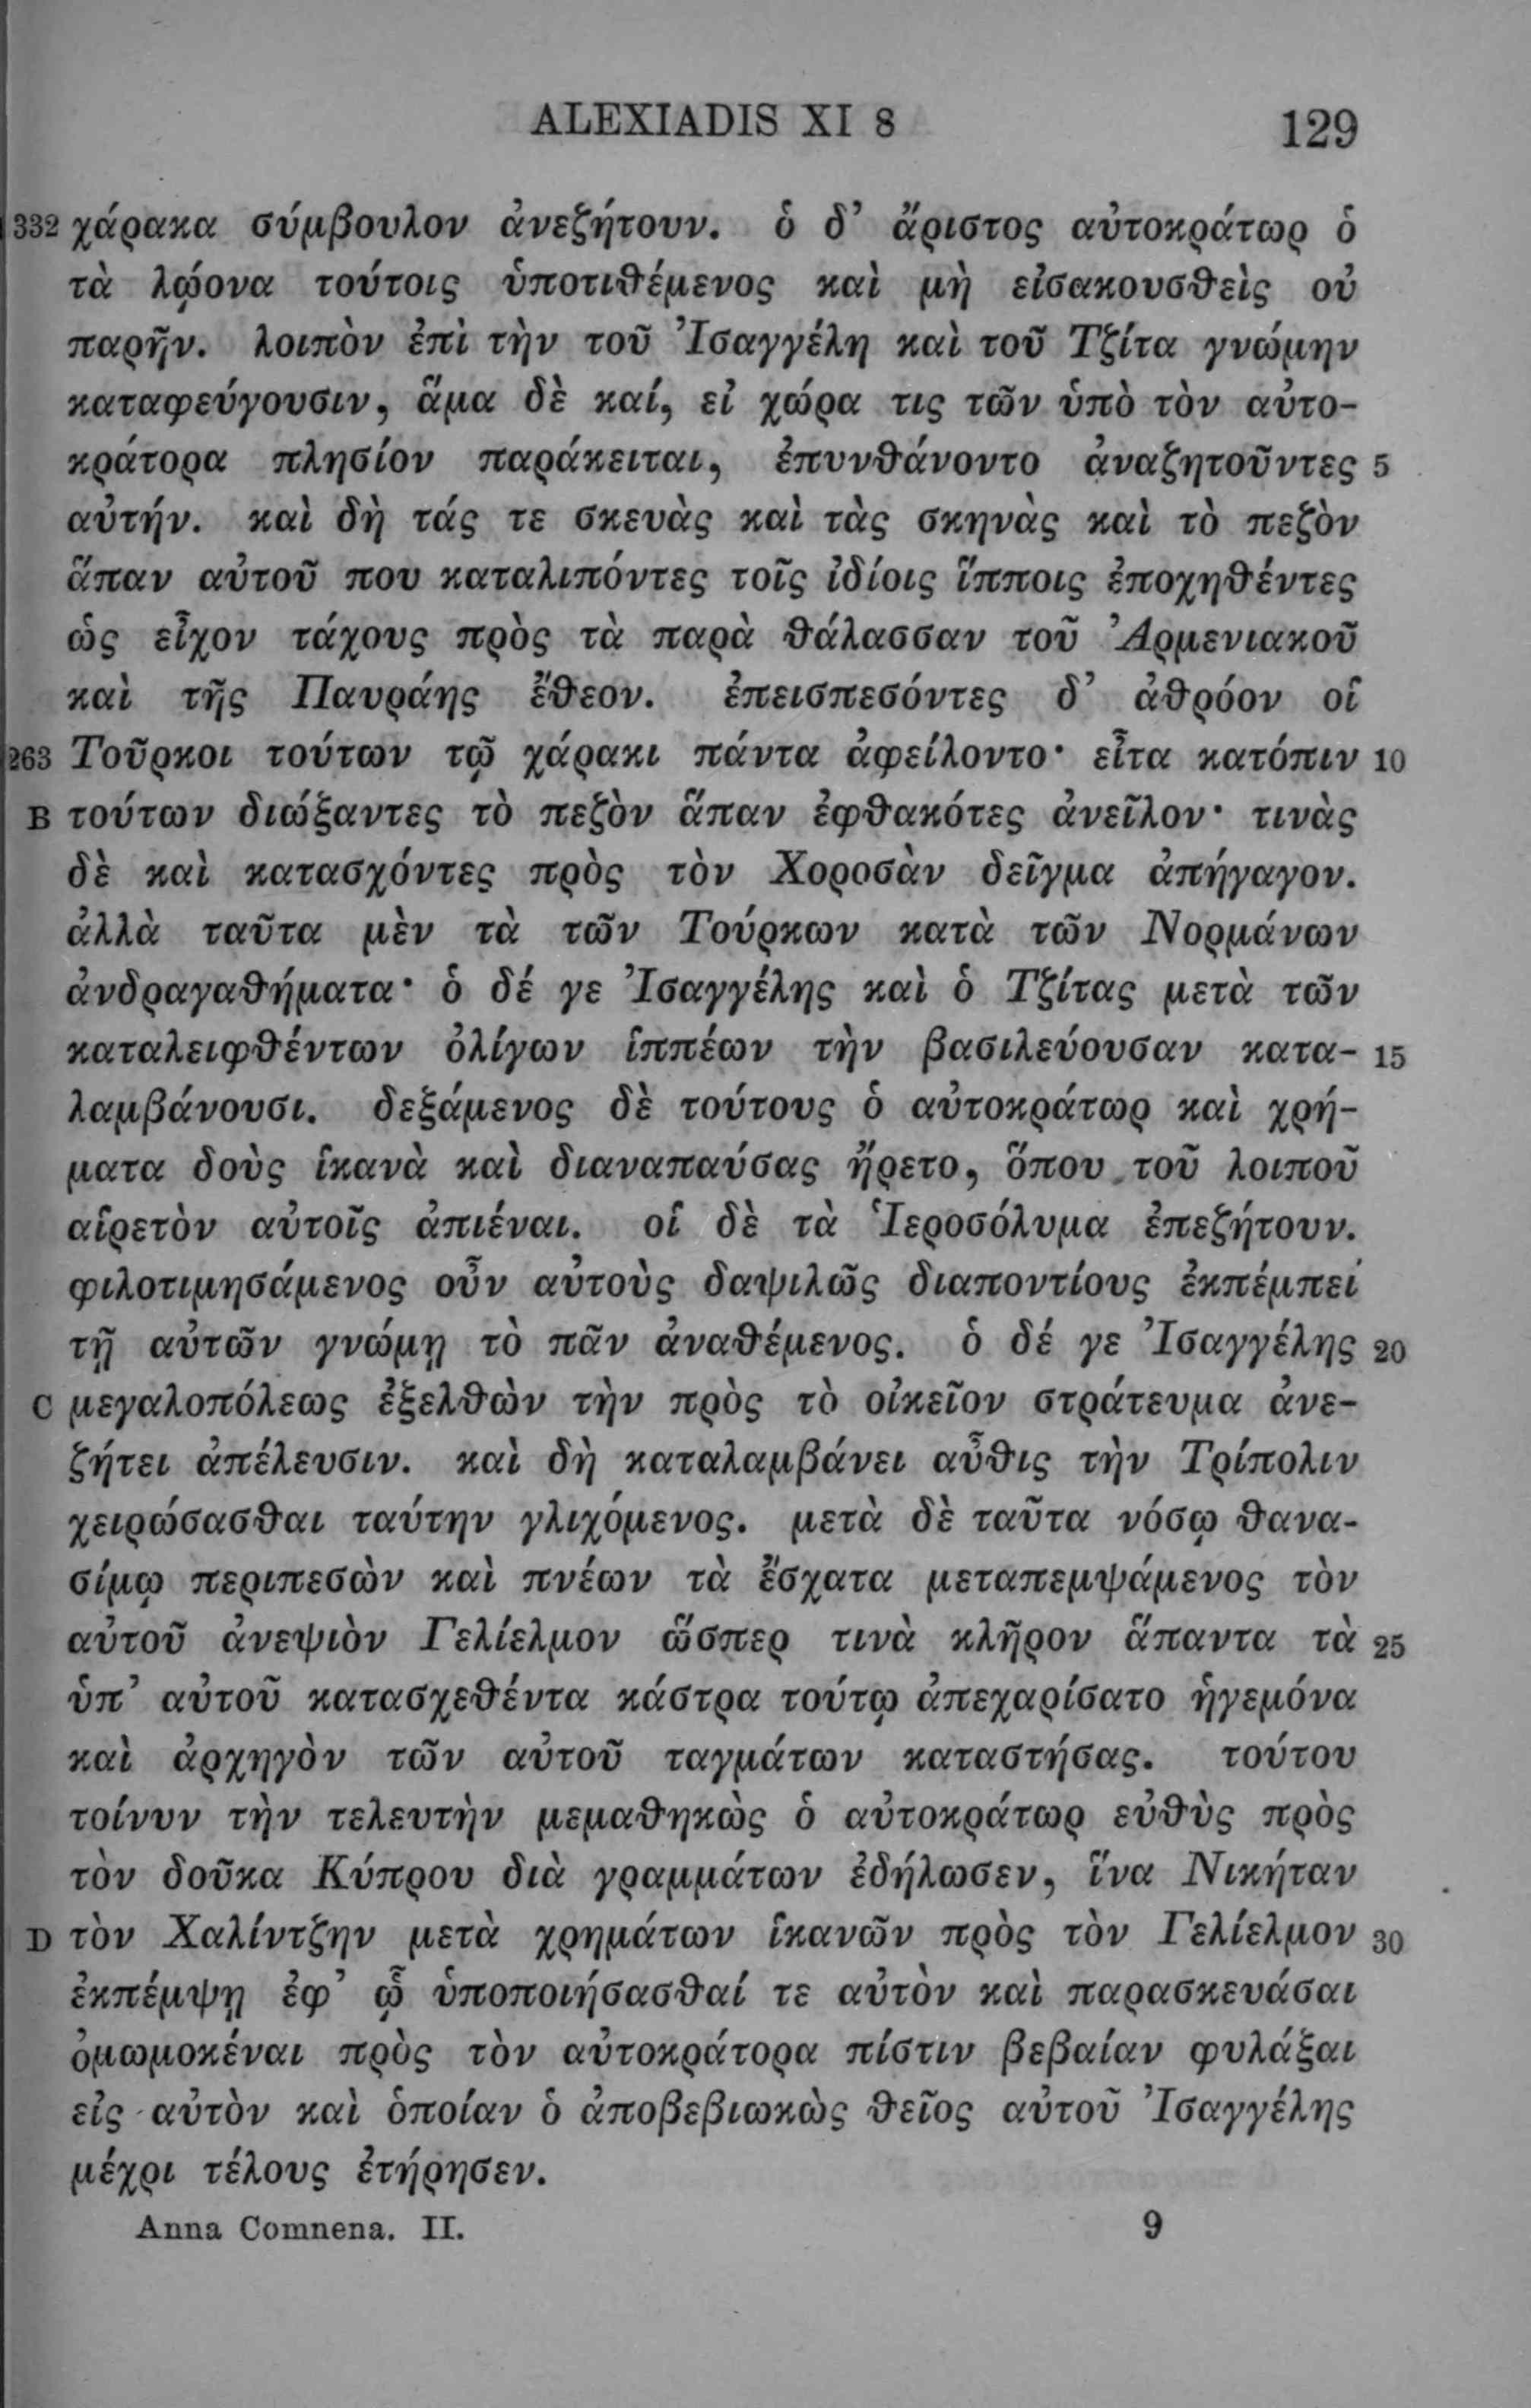 ALEXIADIS XI 8 129
332 χάρακα σύμβουλον ἀνεζήτουν. ὁ δ’ ἄριστος αὐτοκράτωρ ὁ
τὰ λῴονα τούτοις ὑποτιθέμενος καὶ μὴ εἰσακουσθεὶς οὐ
παρῆν. λοιπὸν ἐπὶ τὴν τοῦ Ἰσαγγέλη καὶ τοῦ Τζίτα γνώμην
καταφεύγουσιν, ἅμα δὲ καί, εἰ χώρα τις τῶν ὑπὸ τὸν αὐτο-
κράτορα πλησίον παράκειται, ἐπυνθάνοντο ἀναζητοῦντες 5
αὐτήν. καὶ δὴ τάς τε σκευὰς καὶ τὰς σκηνὰς καὶ τὸ πεζὸν
ἅπαν αὐτοῦ που καταλιπόντες τοῖς ἰδίοις ἵπποις ἐποχηθέντες
ὡς εἶχον τάχους πρὸς τὰ παρὰ θάλασσαν τοῦ Ἀρμενιακοῦ
καὶ τῆς Παυράης ἔθεον. ἐπεισπεσόντες δ’ ἀθρόον οἱ
263 Τοῦρκοι τούτων τῷ χάρακι πάντα ἀφείλοντο· εἶτα κατόπιν 10
B τούτων διώξαντες τὸ πεζὸν ἅπαν ἐφθακότες ἀνεῖλον· τινὰς
δὲ καὶ κατασχόντες πρὸς τὸν Χοροσὰν δεῖγμα ἀπήγαγον.
ἀλλὰ ταῦτα μὲν τὰ τῶν Τούρκων κατὰ τῶν Νορμάνων
ἀνδραγαθήματα· ὁ δέ γε Ἰσαγγέλης καὶ ὁ Τζίτας μετὰ τῶν
καταλειφθέντων ὀλίγων ἱππέων τὴν βασιλεύουσαν κατα- 15
λαμβάνουσι. δεξάμενος δὲ τούτους ὁ αὐτοκράτωρ καὶ χρή-
ματα δοὺς ἱκανὰ καὶ διαναπαύσας ἤρετο, ὅπου τοῦ λοιποῦ
αἱρετὸν αὐτοῖς ἀπιέναι. οἱ δὲ τὰ Ἱεροσόλυμα ἐπεζήτουν.
φιλοτιμησάμενος οὖν αὐτοὺς δαψιλῶς διαποντίους ἐκπέμπει
τῇ αὐτῶν γνώμῃ τὸ πᾶν ἀναθέμενος. ὁ δέ γε Ἰσαγγέλης 20
C μεγαλοπόλεως ἐξελθὼν τὴν πρὸς τὸ οἰκεῖον στράτευμα ἀνε-
ζήτει ἀπέλευσιν. καὶ δὴ καταλαμβάνει αὖθις τὴν Τρίπολιν
χειρώσασθαι ταύτην γλιχόμενος. μετὰ δὲ ταῦτα νόσῳ θανα-
σίμῳ περιπεσὼν καὶ πνέων τὰ ἔσχατα μεταπεμψάμενος τὸν
αὐτοῦ ἀνεψιὸν Γελίελμον ὥσπερ τινὰ κλῆρον ἅπαντα τὰ 25
ὑπ’ αὐτοῦ κατασχεθέντα κάστρα τούτῳ ἀπεχαρίσατο ἡγεμόνα
καὶ ἀρχηγὸν τῶν αὐτοῦ ταγμάτων καταστήσας. τούτου
τοίνυν τὴν τελευτὴν μεμαθηκὼς ὁ αὐτοκράτωρ εὐθὺς πρὸς
τὸν δοῦκα Κύπρου διὰ γραμμάτων ἐδήλωσεν, ἵνα Νικήταν
D τὸν Χαλίντζην μετὰ χρημάτων ἱκανῶν πρὸς τὸν Γελίελμον 30
ἐκπέμψῃ ἐφ’ ᾧ ὑποποιήσασθαί τε αὐτὸν καὶ παρασκευάσαι
ὀμωμοκέναι πρὸς τὸν αὐτοκράτορα πίστιν βεβαίαν φυλάξαι
εἰς αὐτὸν καὶ ὁποίαν ὁ ἀποβεβιωκὼς θεῖος αὐτοῦ Ἰσαγγέλης
μέχρι τέλους ἐτήρησεν.
Anna Comnena. II. 9